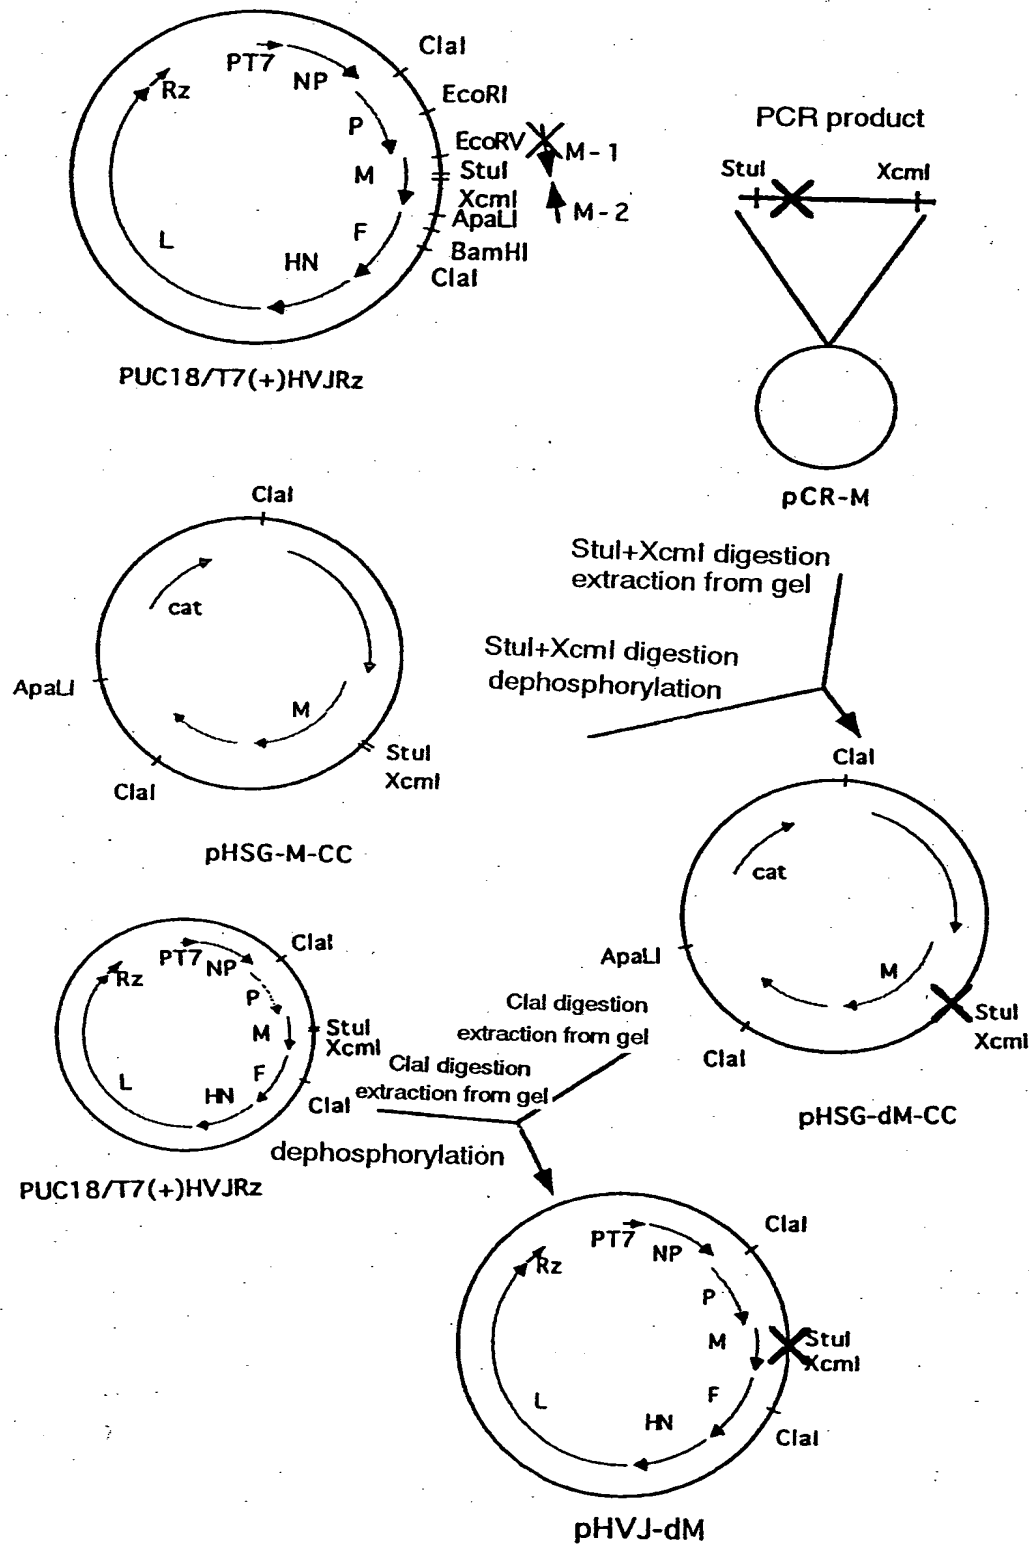 ClaI
PT7
NP
Rz
EcoRI
P
EcoRV
M-1
M
StuI
XcmI
ApaLI
M-2
F
L
HN
BamHI
ClaI
PUC18/T7(+)HVJRz
PCR product
StuI
XcmI
pCR-M
ClaI
cat
ApaLI
M
StuI
XcmI
ClaI
pHSG-M-CC
StuI+XcmI digestion
extraction from gel
StuI+XcmI digestion
dephosphorylation
ClaI
cat
ApaLI
M
StuI
XcmI
ClaI
pHSG-dM-CC
PT7
NP
ClaI
Rz
P
M
StuI
XcmI
F
L
HN
ClaI
PUC18/T7(+)HVJRz
ClaI digestion
extraction from gel
ClaI digestion
extraction from gel
dephosphorylation
PT7
NP
ClaI
Rz
P
M
StuI
XcmI
F
L
HN
ClaI
pHVJ-dM